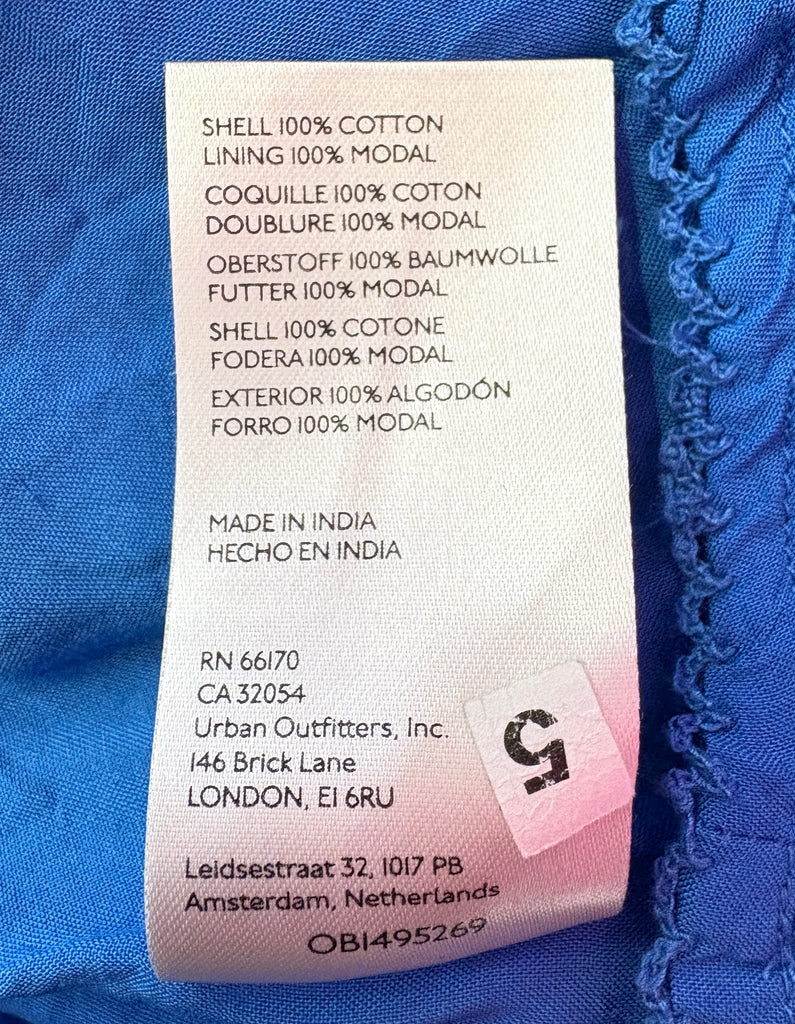 SHELL 100% COTTON
LINING 100% MODAL
COQUILLE 100% COTON
DOUBLURE 100% MODAL
OBERSTOFF 100% BAUMWOLLE
FUTTER 100% MODAL
SHELL 100% COTONE
FODERA 100% MODAL
EXTERIOR 100% ALGODÓN
FORRO 100% MODAL
MADE IN INDIA
HECHO EN INDIA
RN 66170
CA 32054
Urban Outfitters, Inc.
146 Brick Lane
LONDON, E1 6RU
5
Leidsestraat 32, 1017 PB
Amsterdam, Netherlands
OB1495269